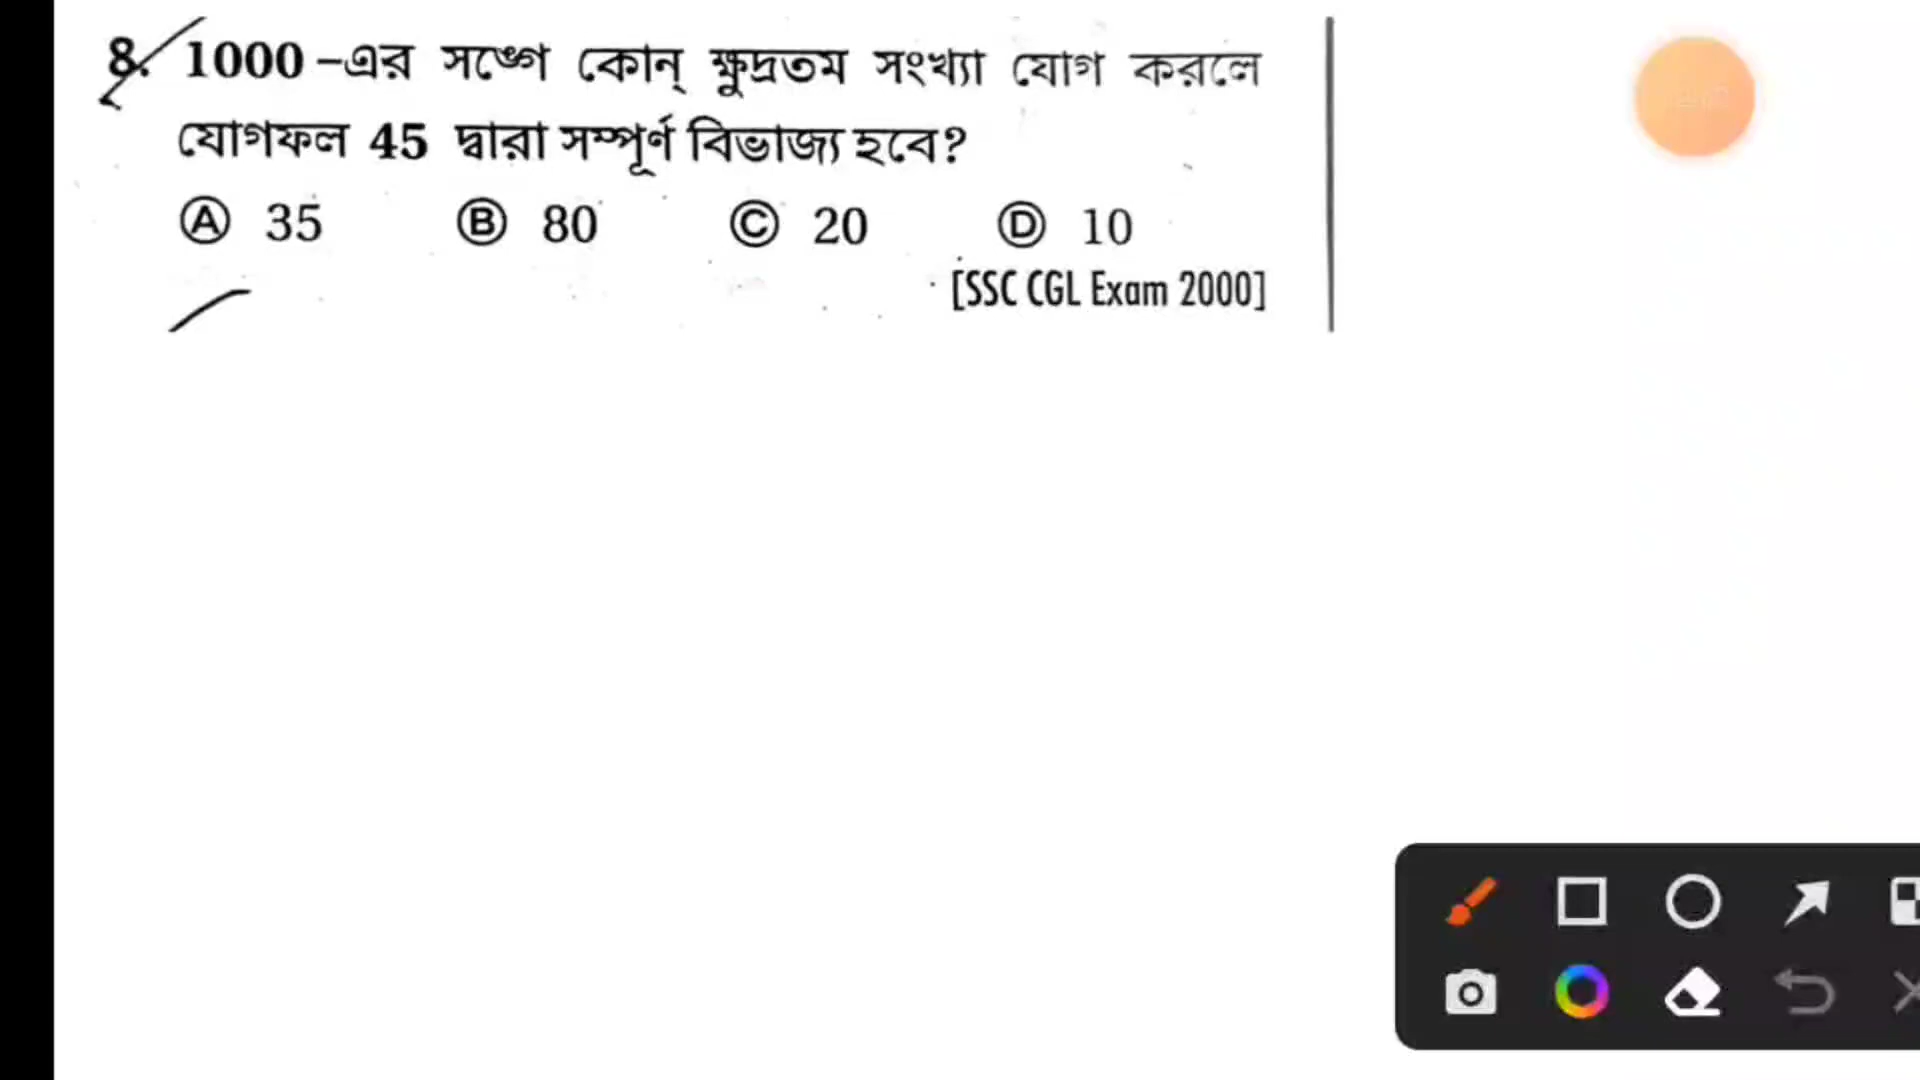 8. 1000 -এর সঙ্গে কোন্ ক্ষুদ্রতম সংখ্যা যোগ করলে
যোগফল 45 দ্বারা সম্পূর্ণ বিভাজ্য হবে?
Ⓐ 35 Ⓑ 80 Ⓒ 20 Ⓓ 10
[SSC CGL Exam 2000]